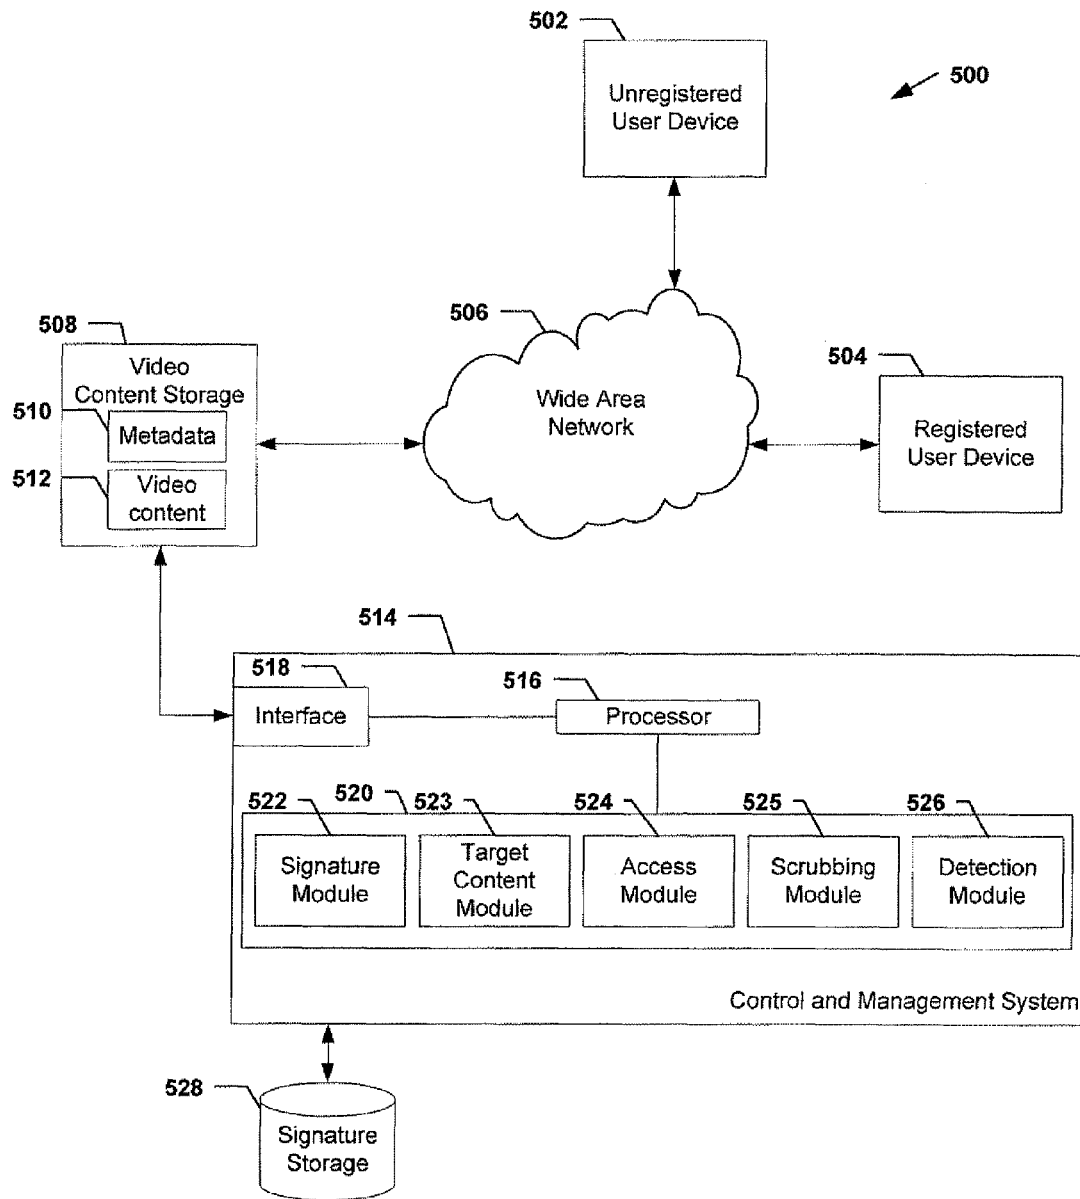 502
500
Unregistered
User Device
506
508
504
Video
Content Storage
Wide Area
Network
510
Metadata
Registered
User Device
512
Video
content
514
518
516
Interface
Processor
522
520
523
524
525
526
Signature
Module
Target
Content
Module
Access
Module
Scrubbing
Module
Detection
Module
Control and Management System
528
Signature
Storage